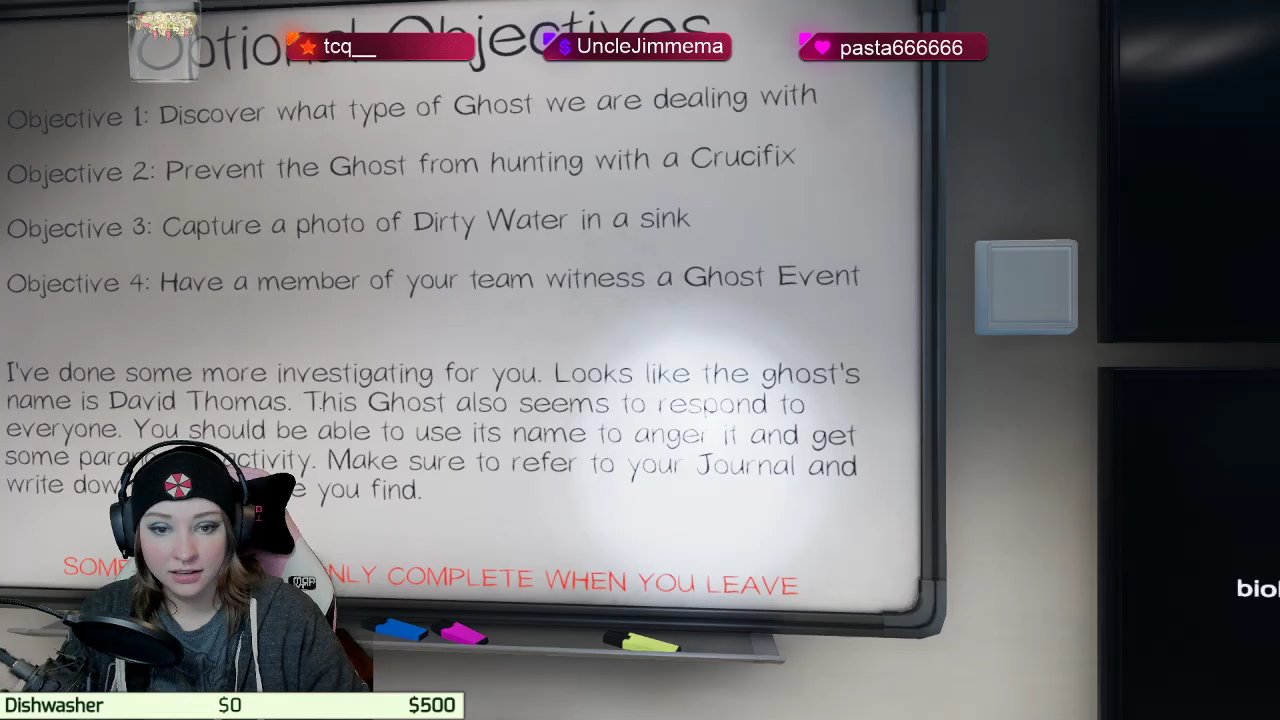 Optional Objectives
tcq__
UncleJimmema
pasta666666
Objective 1: Discover what type of Ghost we are dealing with
Objective 2: Prevent the Ghost from hunting with a Crucifix
Objective 3: Capture a photo of Dirty Water in a sink
Objective 4: Have a member of your team witness a Ghost Event
I've done some more investigating for you. Looks like the ghost's
name is David Thomas. This Ghost also seems to respond to
everyone. You should be able to use its name to anger it and get
some activity. Make sure to refer to your Journal and
write you find.
COMPLETE WHEN YOU LEAVE
Dishwasher $0 $500